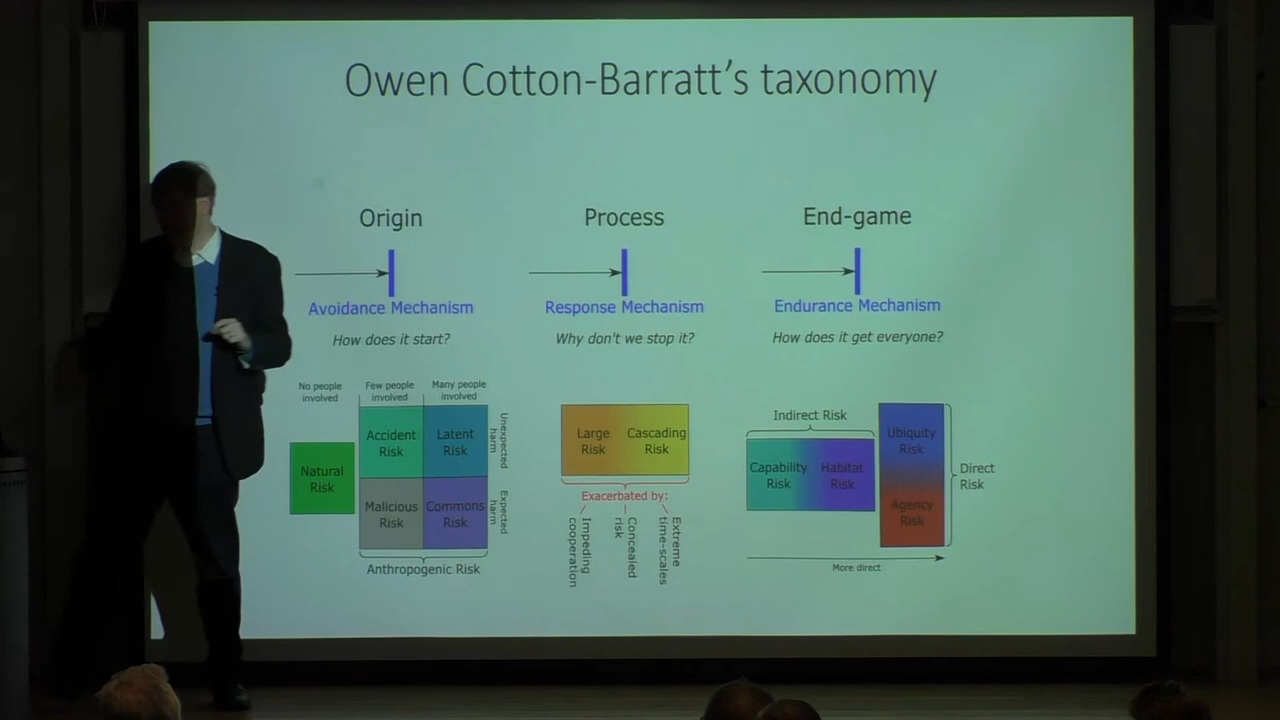 Owen Cotton-Barratt's taxonomy
Origin
Avoidance Mechanism
How does it start?
No people
involved
Few people
involved
Many people
involved
Natural
Risk
Accident
Risk
Latent
Risk
Malicious
Risk
Commons
Risk
Unexpected
harm
Expected
harm
Anthropogenic Risk
Process
Response Mechanism
Why don't we stop it?
Large
Risk
Cascading
Risk
Exacerbated by:
Impeding
cooperation
Concealed
risk
Extreme
time-scales
End-game
Endurance Mechanism
How does it get everyone?
Indirect Risk
Capability
Risk
Habitat
Risk
Ubiquity
Risk
Agency
Risk
Direct
Risk
More direct